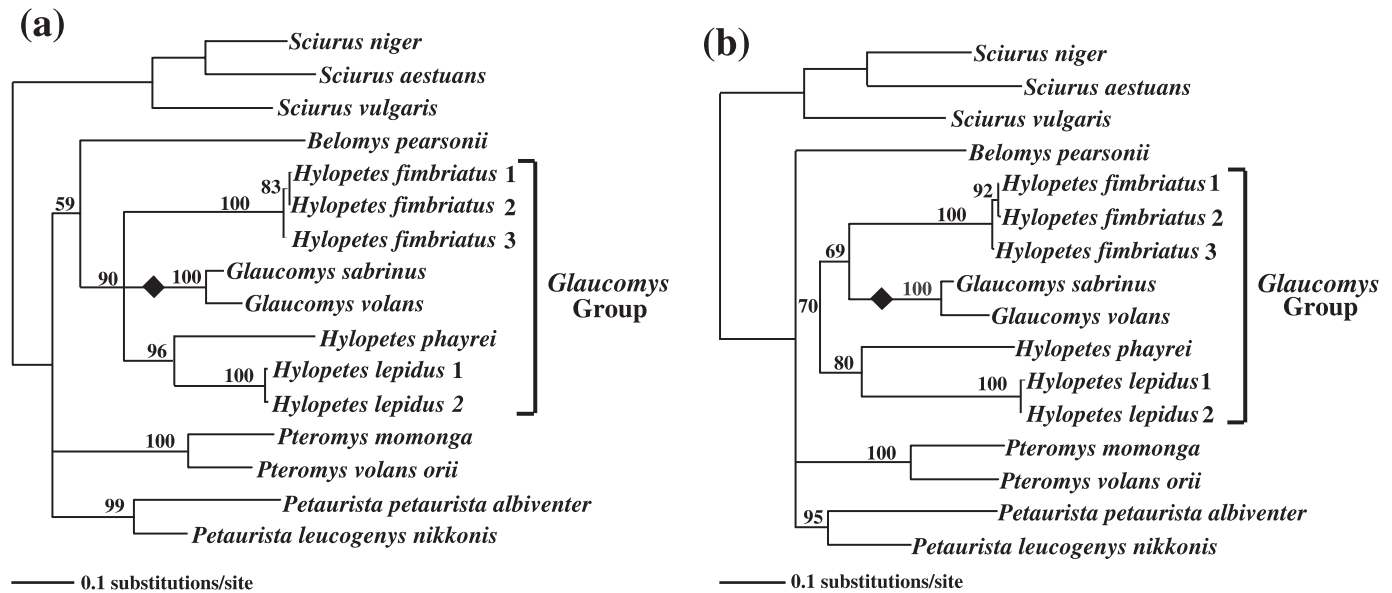 (a)
Sciurus niger
Sciurus aestuans
Sciurus vulgaris
Belomys pearsonii
Hylopetes fimbriatus 1
83
Hylopetes fimbriatus 2
59
100
Hylopetes fimbriatus 3
Glaucomys sabrinus
90
100
Glaucomys volans
Glaucomys
Group
Hylopetes phayrei
96
Hylopetes lepidus 1
100
Hylopetes lepidus 2
Pteromys momonga
100
Pteromys volans orii
Petaurista petaurista albiventer
99
Petaurista leucogenys nikkonis
0.1 substitutions/site
(b)
Sciurus niger
Sciurus aestuans
Sciurus vulgaris
Belomys pearsonii
Hylopetes fimbriatus 1
92
Hylopetes fimbriatus 2
100
Hylopetes fimbriatus 3
69
Glaucomys sabrinus
100
Glaucomys volans
Glaucomys
Group
70
Hylopetes phayrei
80
Hylopetes lepidus 1
100
Hylopetes lepidus 2
Pteromys momonga
100
Pteromys volans orii
Petaurista petaurista albiventer
95
Petaurista leucogenys nikkonis
0.1 substitutions/site